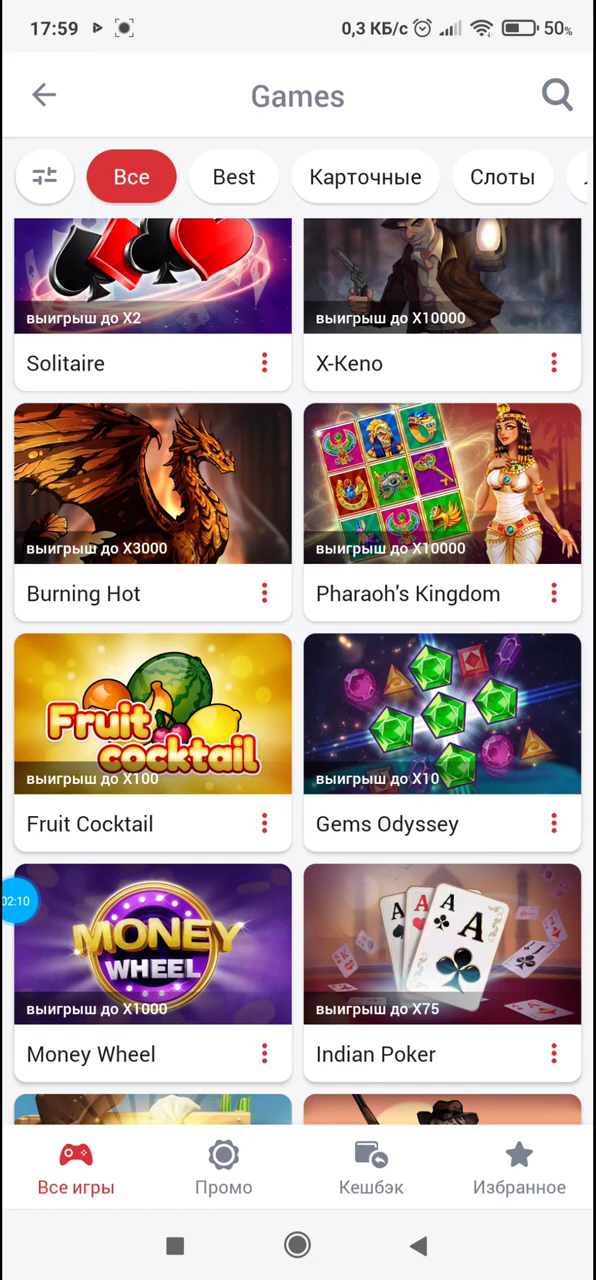 17:59
0,3 КБ/с
50%
Games
Все
Best
Карточные
Слоты
выигрыш до X2
выигрыш до X10000
Solitaire
X-Keno
выигрыш до X3000
выигрыш до X10000
Burning Hot
Pharaoh's Kingdom
Fruit
cocktail
выигрыш до X100
выигрыш до X10
Fruit Cocktail
Gems Odyssey
02:10
MONEY
WHEEL
A
A
A
A
выигрыш до X1000
выигрыш до X75
Money Wheel
Indian Poker
Все игры
Промо
Кешбэк
Избранное